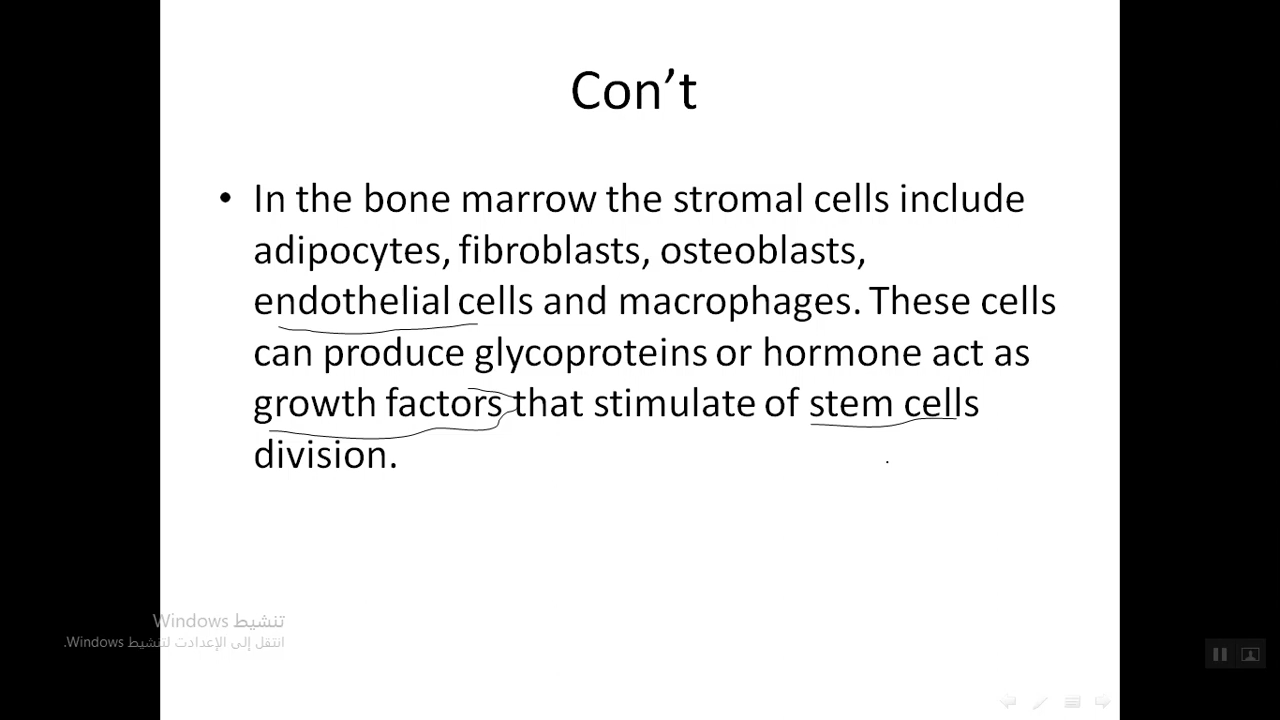 Con’t
• In the bone marrow the stromal cells include
adipocytes, fibroblasts, osteoblasts,
endothelial cells and macrophages. These cells
can produce glycoproteins or hormone act as
growth factors that stimulate of stem cells
division.
تنشيط Windows
انتقل إلى الإعدادت لتنشيط Windows.